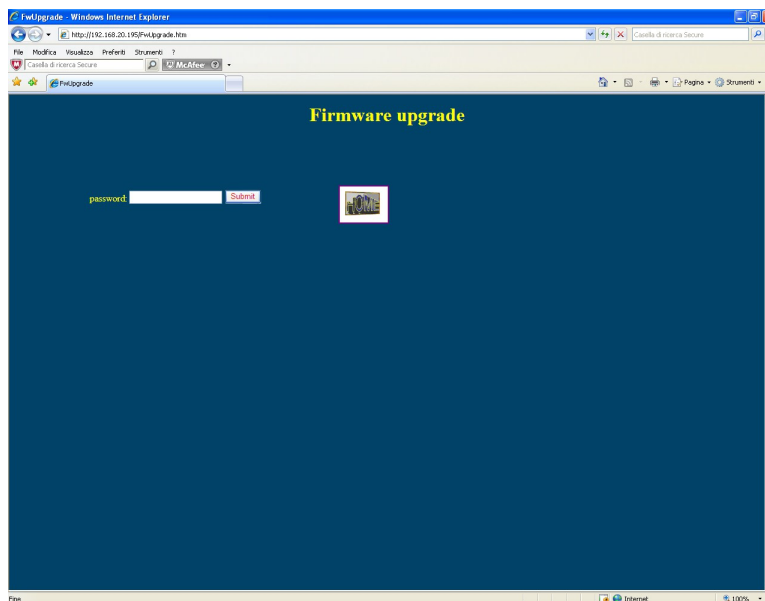 FwUpgrade - Windows Internet Explorer
http://192.168.20.195/FwUpgrade.htm
Casella di ricerca Secure
File Modifica Visualizza Preferiti Strumenti ?
Casella di ricerca Secure McAfee
FwUpgrade
Pagina Strumenti
Firmware upgrade
password: Submit
HOME
Fine Internet 100%